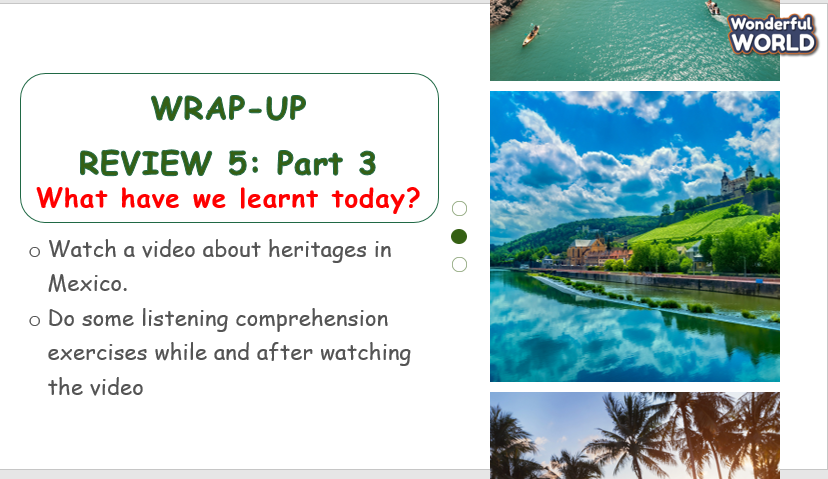 Wonderful
WORLD
WRAP-UP
REVIEW 5: Part 3
What have we learnt today?
o Watch a video about heritages in
Mexico.
o Do some listening comprehension
exercises while and after watching
the video